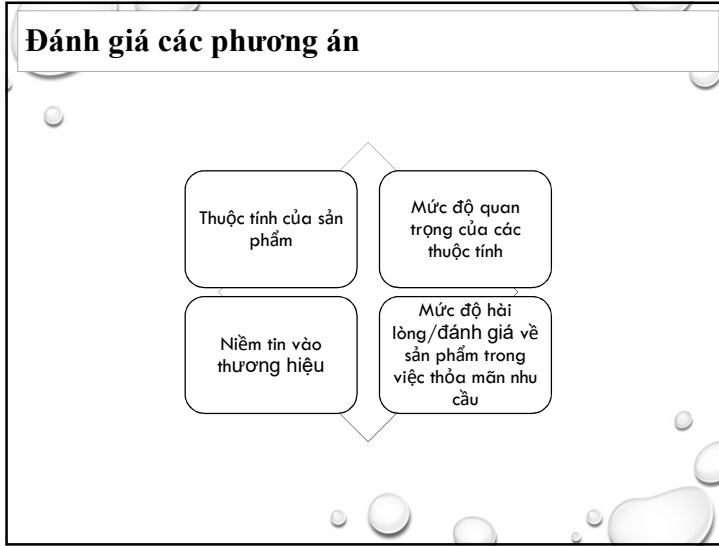 Đánh giá các phương án
Thuộc tính của sản
phẩm
Mức độ quan
trọng của các
thuộc tính
Niềm tin vào
thương hiệu
Mức độ hài
lòng/đánh giá về
sản phẩm trong
việc thỏa mãn nhu
cầu